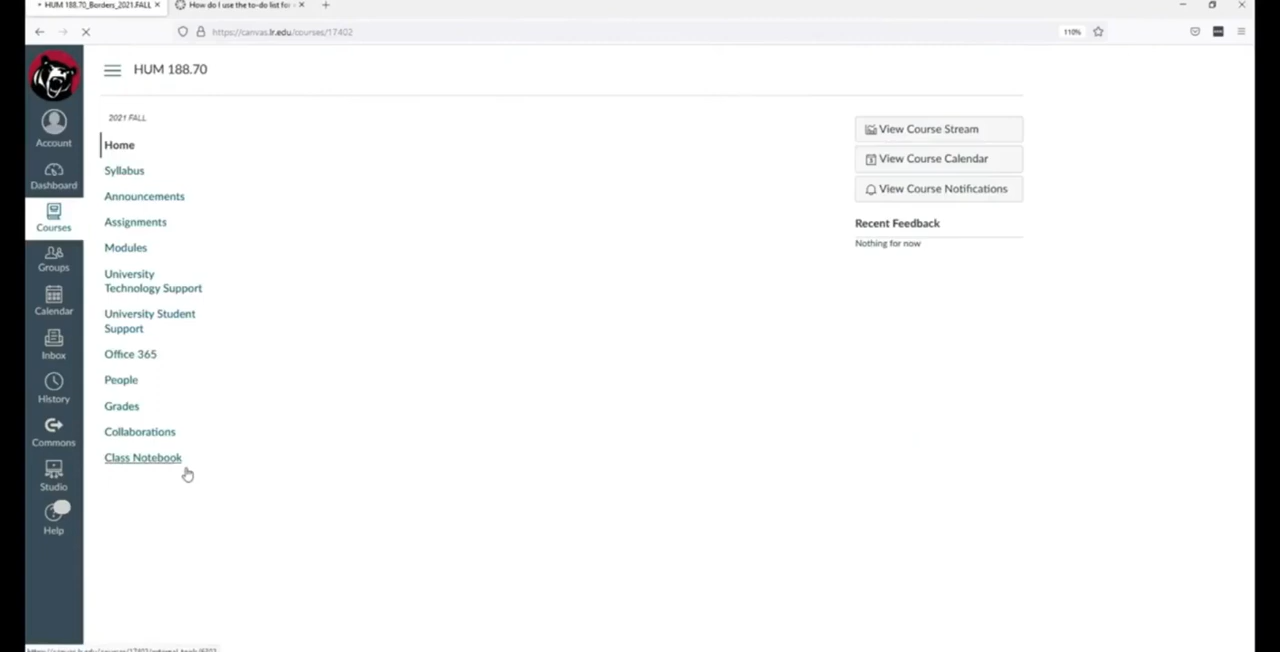 HUM 188.70_Borders_2021.FALL
How do I use the to-do list for
https://canvas.lr.edu/courses/17402
110%
HUM 188.70
2021 FALL
Home
Syllabus
Announcements
Assignments
Modules
University
Technology Support
University Student
Support
Office 365
People
Grades
Collaborations
Class Notebook
Account
Dashboard
Courses
Groups
Calendar
Inbox
History
Commons
Studio
Help
View Course Stream
View Course Calendar
View Course Notifications
Recent Feedback
Nothing for now